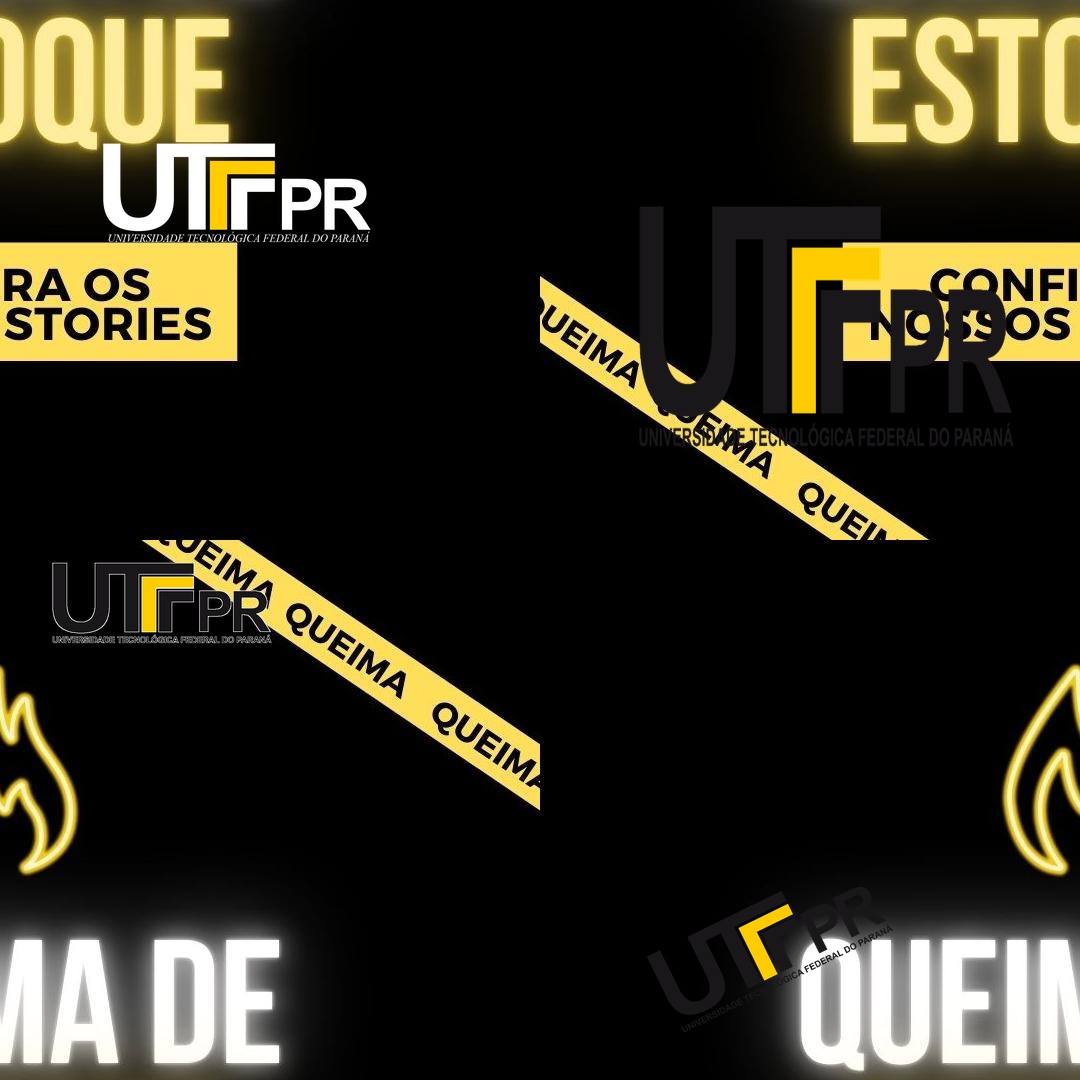 OQUE
UTFPR
UNIVERSIDADE TECNOLÓGICA FEDERAL DO PARANÁ
RA OS
STORIES
ESTO
CONFI
NOSSOS
UTFPR
UNIVERSIDADE TECNOLÓGICA FEDERAL DO PARANÁ
QUEIMA QUEIMA QUEIM
UTFPR
UNIVERSIDADE TECNOLÓGICA FEDERAL DO PARANÁ
QUEIMA QUEIMA QUEIMA
MA DE
UTFPR
UNIVERSIDADE TECNOLÓGICA FEDERAL DO PARANÁ
QUEIM